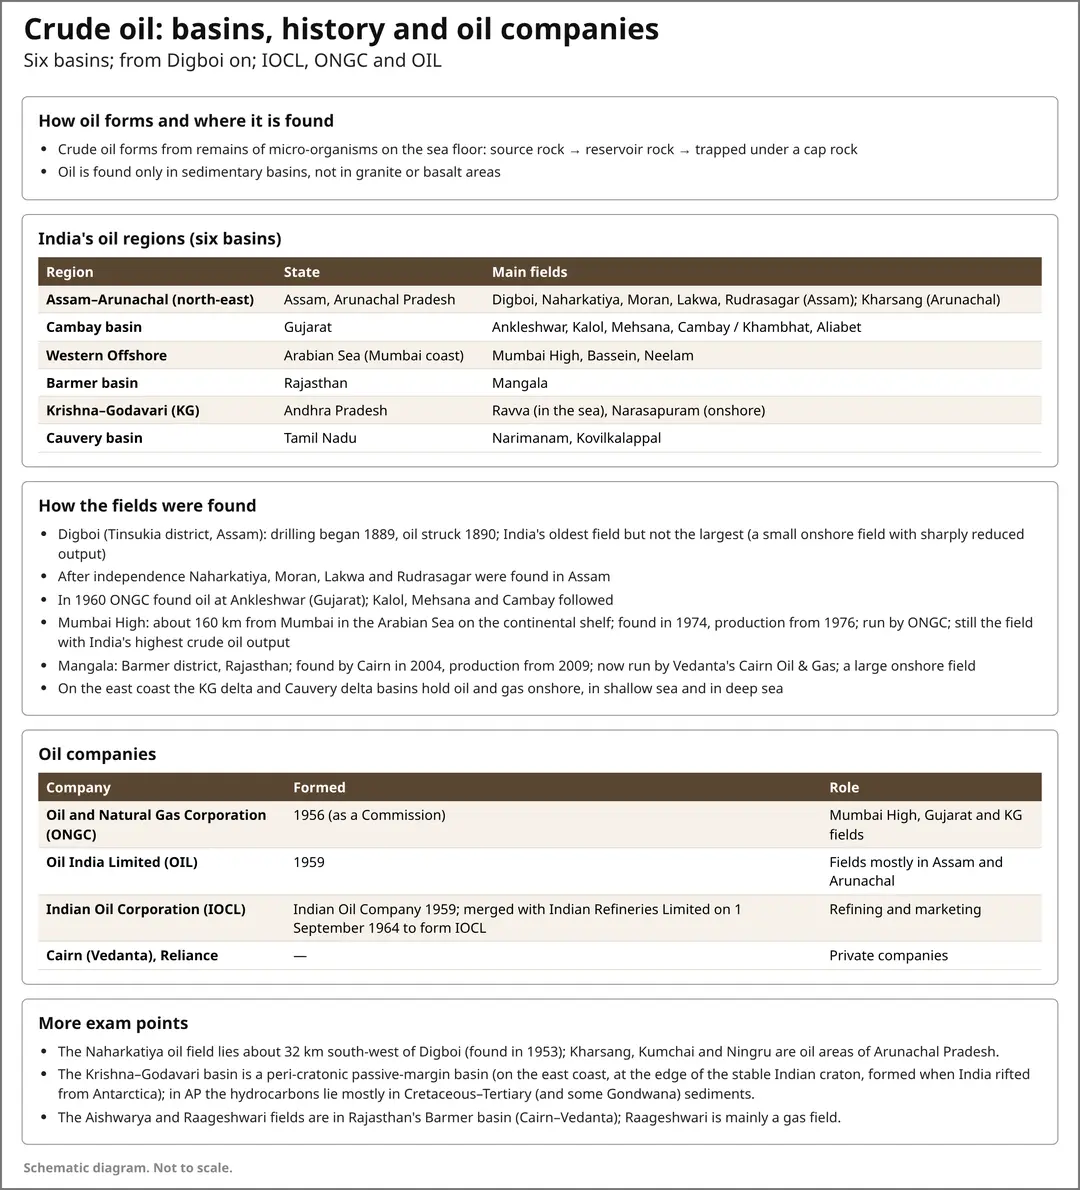 Crude oil: basins, history and oil companies
Six basins; from Digboi on; IOCL, ONGC and OIL
How oil forms and where it is found
• Crude oil forms from remains of micro-organisms on the sea floor: source rock → reservoir rock → trapped under a cap rock
• Oil is found only in sedimentary basins, not in granite or basalt areas
India's oil regions (six basins)
Region State Main fields
Assam–Arunachal (north-east) Assam, Arunachal Pradesh Digboi, Naharkatiya, Moran, Lakwa, Rudrasagar (Assam); Kharsang (Arunachal)
Cambay basin Gujarat Ankleshwar, Kalol, Mehsana, Cambay / Khambhat, Aliabet
Western Offshore Arabian Sea (Mumbai coast) Mumbai High, Bassein, Neelam
Barmer basin Rajasthan Mangala
Krishna–Godavari (KG) Andhra Pradesh Ravva (in the sea), Narasapuram (onshore)
Cauvery basin Tamil Nadu Narimanam, Kovilkalappal
How the fields were found
• Digboi (Tinsukia district, Assam): drilling began 1889, oil struck 1890; India's oldest field but not the largest (a small onshore field with sharply reduced
output)
• After independence Naharkatiya, Moran, Lakwa and Rudrasagar were found in Assam
• In 1960 ONGC found oil at Ankleshwar (Gujarat); Kalol, Mehsana and Cambay followed
• Mumbai High: about 160 km from Mumbai in the Arabian Sea on the continental shelf; found in 1974, production from 1976; run by ONGC; still the field
with India's highest crude oil output
• Mangala: Barmer district, Rajasthan; found by Cairn in 2004, production from 2009; now run by Vedanta's Cairn Oil & Gas; a large onshore field
• On the east coast the KG delta and Cauvery delta basins hold oil and gas onshore, in shallow sea and in deep sea
Oil companies
Company Formed Role
Oil and Natural Gas Corporation 1956 (as a Commission) Mumbai High, Gujarat and KG
(ONGC) fields
Oil India Limited (OIL) 1959 Fields mostly in Assam and
Arunachal
Indian Oil Corporation (IOCL) Indian Oil Company 1959; merged with Indian Refineries Limited on 1 Refining and marketing
September 1964 to form IOCL
Cairn (Vedanta), Reliance — Private companies
More exam points
• The Naharkatiya oil field lies about 32 km south-west of Digboi (found in 1953); Kharsang, Kumchai and Ningru are oil areas of Arunachal Pradesh.
• The Krishna–Godavari basin is a peri-cratonic passive-margin basin (on the east coast, at the edge of the stable Indian craton, formed when India rifted
from Antarctica); in AP the hydrocarbons lie mostly in Cretaceous–Tertiary (and some Gondwana) sediments.
• The Aishwarya and Raageshwari fields are in Rajasthan's Barmer basin (Cairn–Vedanta); Raageshwari is mainly a gas field.
Schematic diagram. Not to scale.